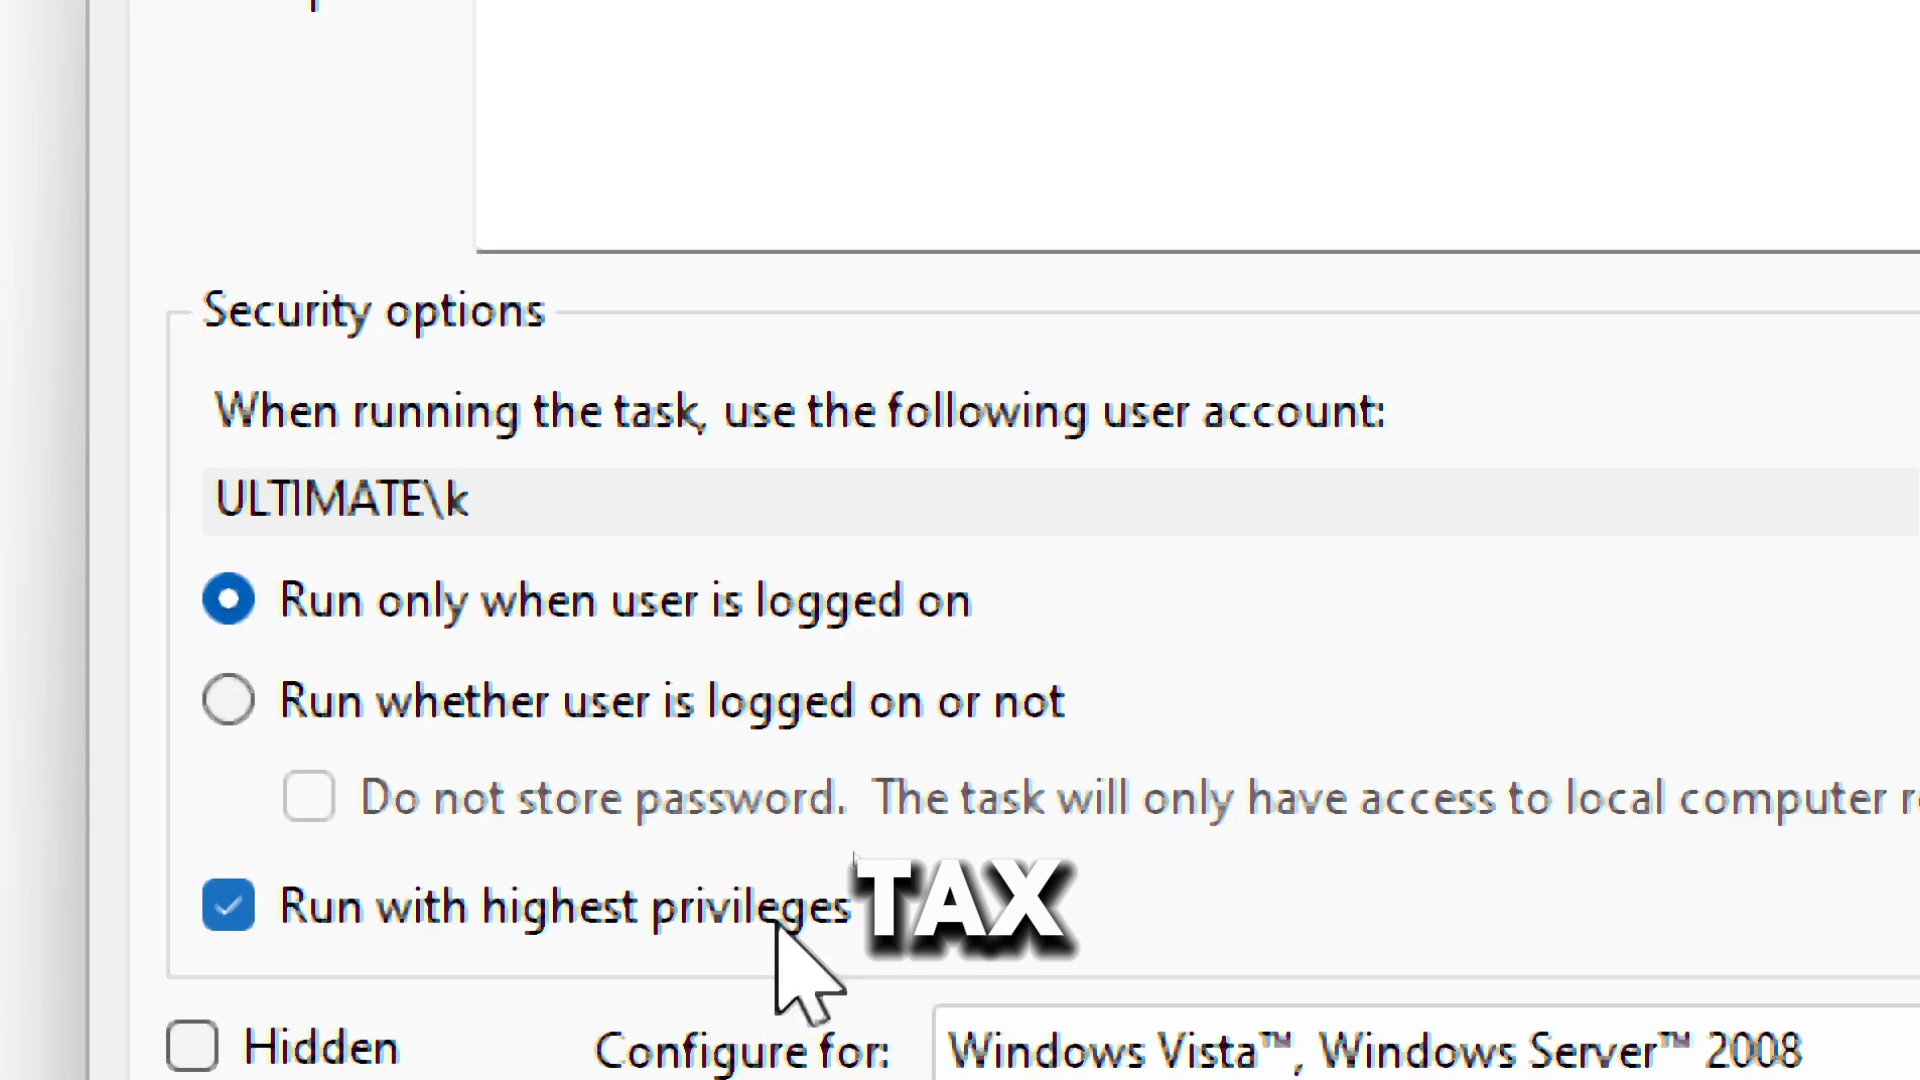 Security options
When running the task, use the following user account:
ULTIMATE\k
Run only when user is logged on
Run whether user is logged on or not
Do not store password. The task will only have access to local computer
Run with highest privileges
TAX
Hidden
Configure for:
Windows Vista™, Windows Server™ 2008